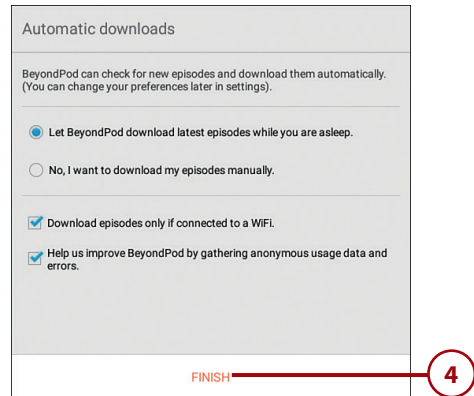 Automatic downloads
BeyondPod can check for new episodes and download them automatically.
(You can change your preferences later in settings).
Let BeyondPod download latest episodes while you are asleep.
No, I want to download my episodes manually.
Download episodes only if connected to a WiFi.
Help us improve BeyondPod by gathering anonymous usage data and
errors.
FINISH
4